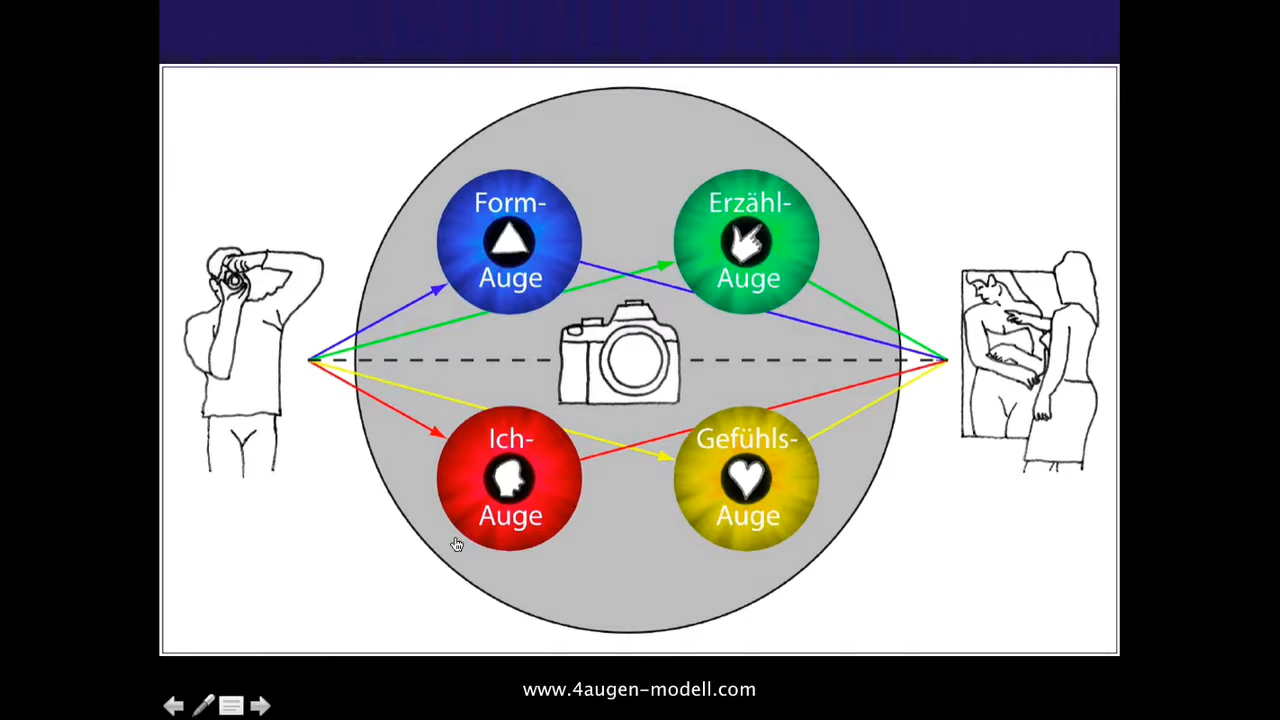 Form-
Auge
Erzähl-
Auge
Ich-
Auge
Gefühls-
Auge
www.4augen-modell.com